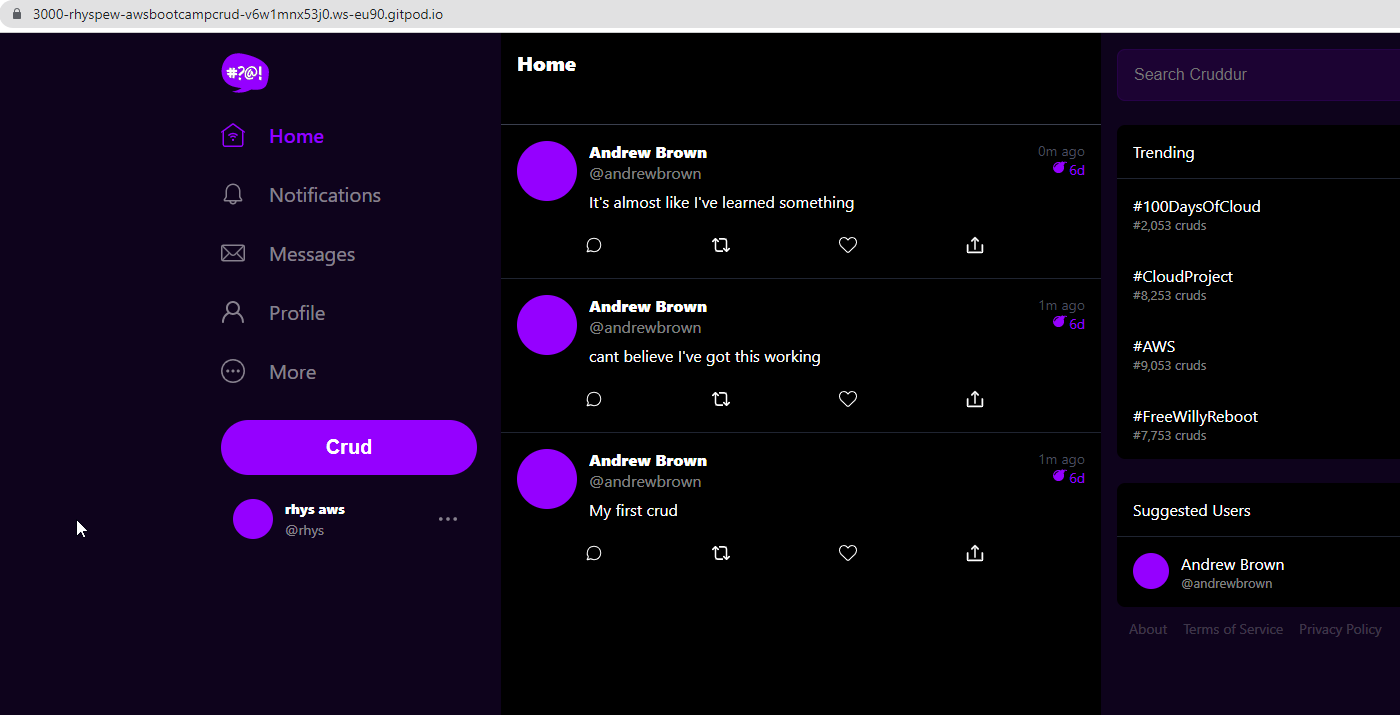 3000-rhyspew-awsbootcampcrud-v6w1mnx53j0.ws-eu90.gitpod.io
#?@!
Home
Notifications
Messages
Profile
More
Crud
rhys aws
@rhys
Home
Andrew Brown
0m ago
@andrewbrown
6d
It's almost like I've learned something
Andrew Brown
1m ago
@andrewbrown
6d
cant believe I've got this working
Andrew Brown
1m ago
@andrewbrown
6d
My first crud
Search Cruddur
Trending
#100DaysOfCloud
#2,053 cruds
#CloudProject
#8,253 cruds
#AWS
#9,053 cruds
#FreeWillyReboot
#7,753 cruds
Suggested Users
Andrew Brown
@andrewbrown
About Terms of Service Privacy Policy